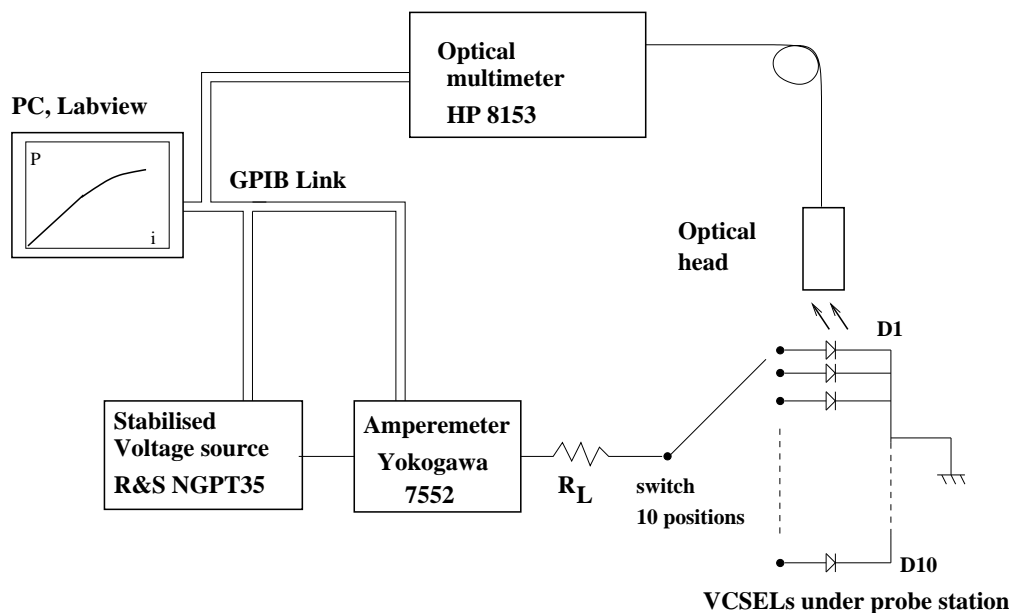 Optical
multimeter
HP 8153
PC, Labview
P
i
GPIB Link
Optical
head
D1
Stabilised
Voltage source
R&S NGPT35
Amperemeter
Yokogawa
7552
RL
switch
10 positions
D10
VCSELs under probe station